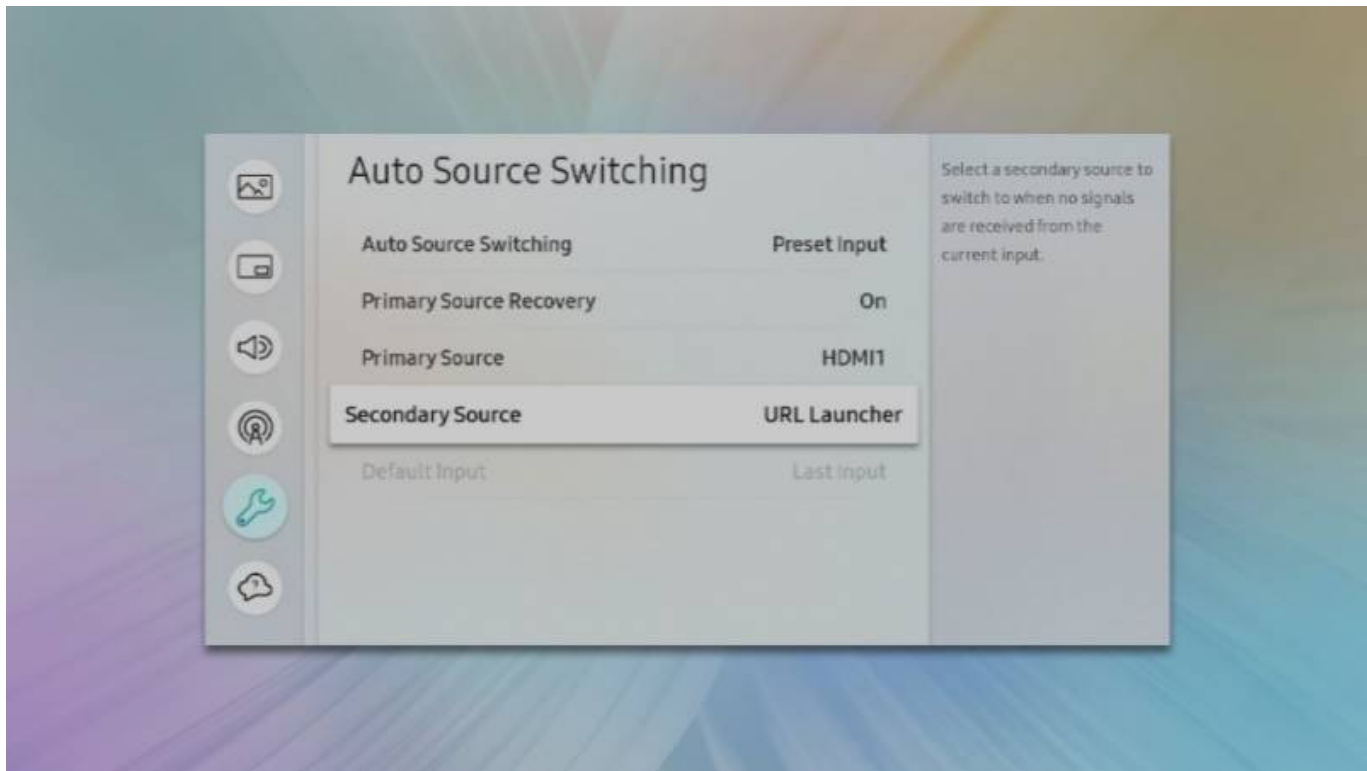 Auto Source Switching
Auto Source Switching Preset Input
Primary Source Recovery On
Primary Source HDMI1
Secondary Source URL Launcher
Default Input Last Input
Select a secondary source to
switch to when no signals
are received from the
current input.